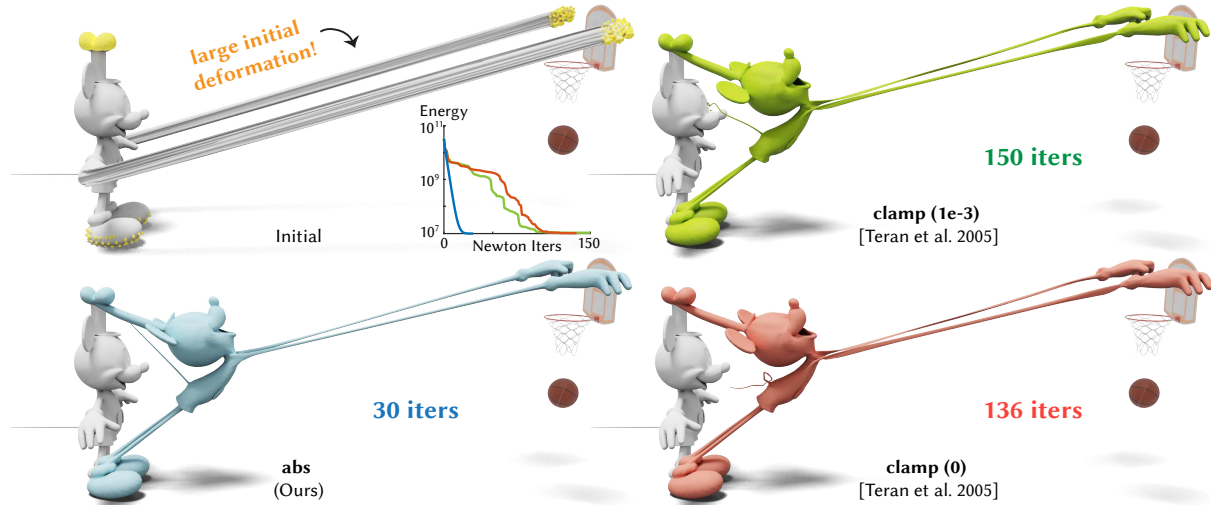 large initial
deformation!
Energy
10^11
10^9
10^7
0
Newton Iters
150
Initial
150 iters
clamp (1e-3)
[Teran et al. 2005]
30 iters
abs
(Ours)
136 iters
clamp (0)
[Teran et al. 2005]